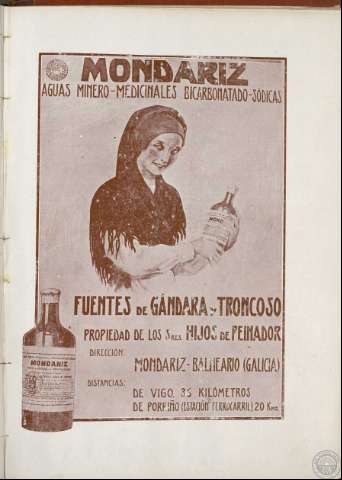 MONDARIZ
AGUAS MINERO-MEDICINALES BICARBONATADO-SÓDICAS
FUENTES DE GÁNDARA Y TRONCOSO
PROPIEDAD DE LOS SRES. HIJOS DE PEINADOR
DIRECCIÓN:
MONDARIZ-BALNEARIO (GALICIA)
DISTANCIAS:
DE VIGO, 35 KILÓMETROS
DE PORRIÑO (ESTACIÓN FERROCARRIL) 20 KMS.
MONDARIZ